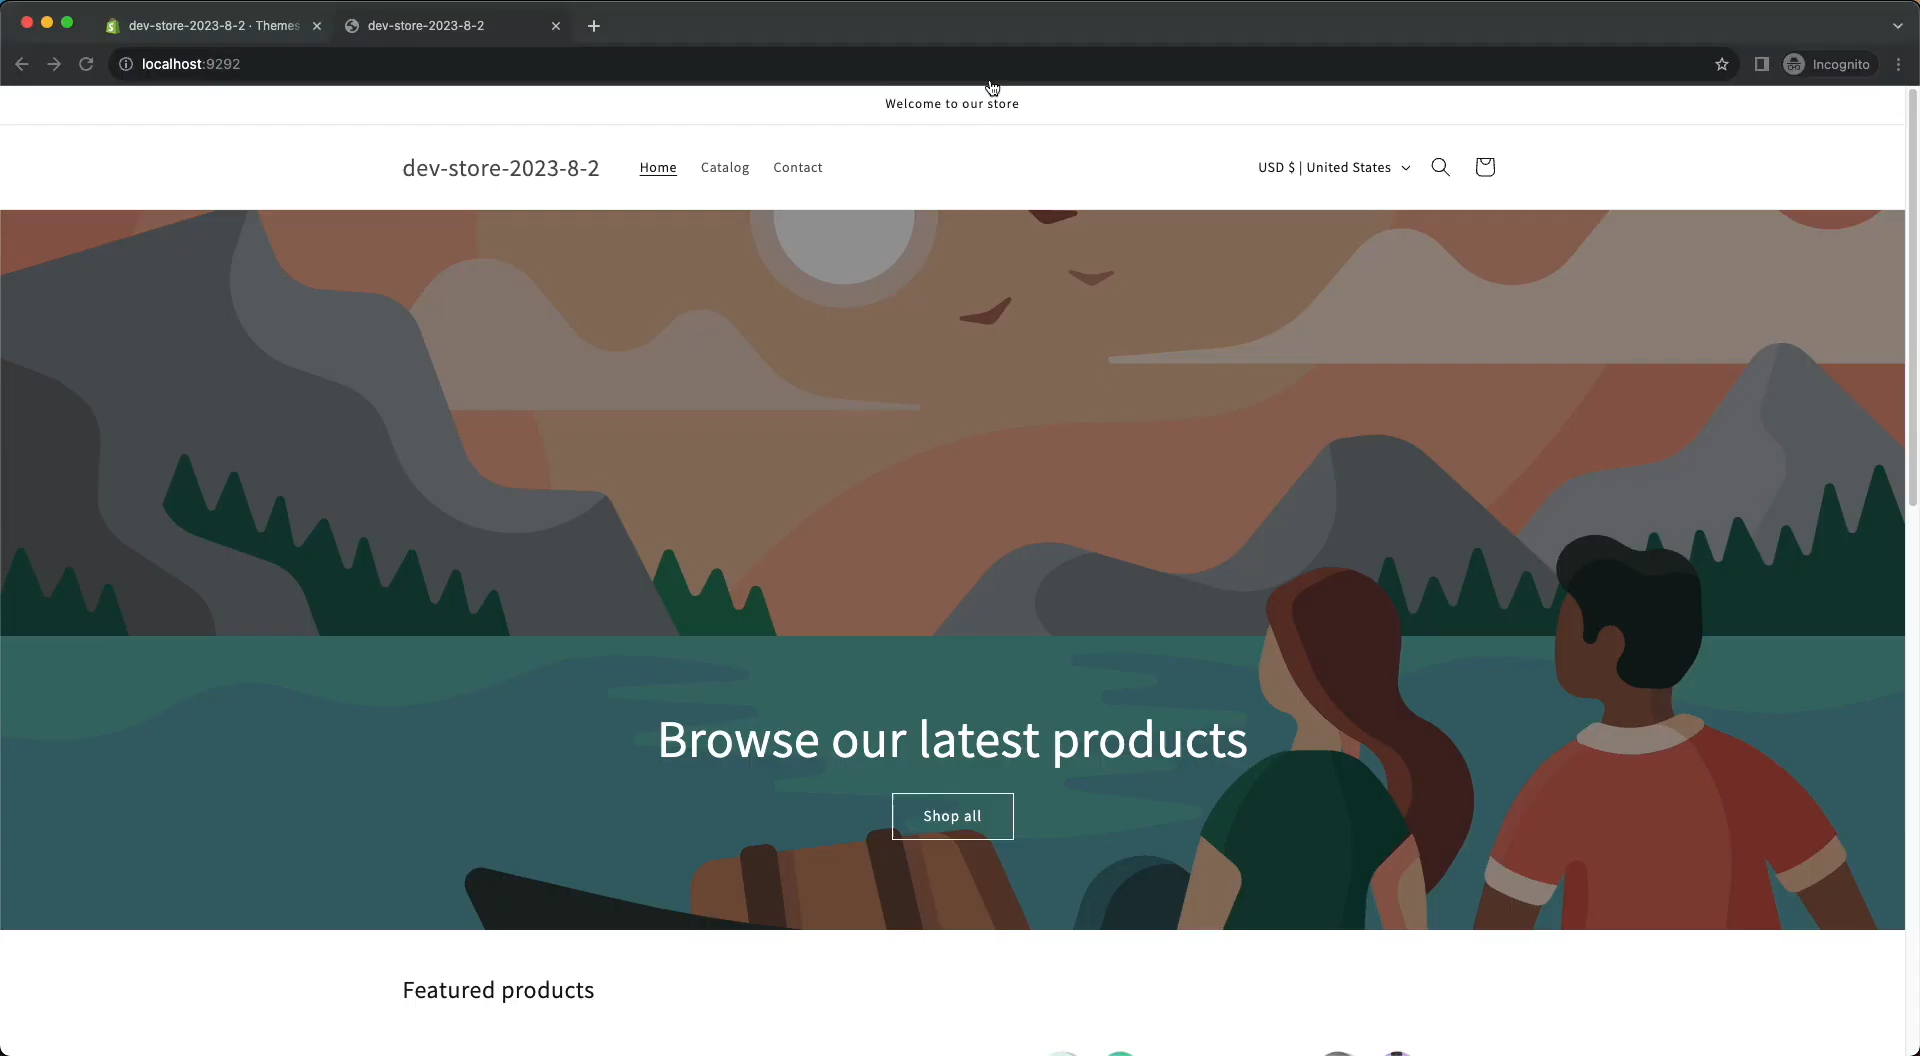 dev-store-2023-8-2 · Themes
dev-store-2023-8-2
localhost:9292
Incognito
Welcome to our store
dev-store-2023-8-2
Home
Catalog
Contact
USD $ | United States
Browse our latest products
Shop all
Featured products